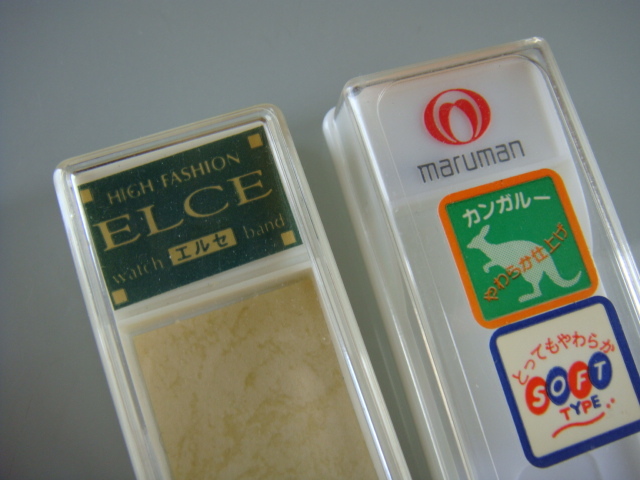 HIGH FASHION
ELCE
watch エルセ band
maruman
カンガルー
やわらか仕上げ
とってもやわらか
SOFT
TYPE